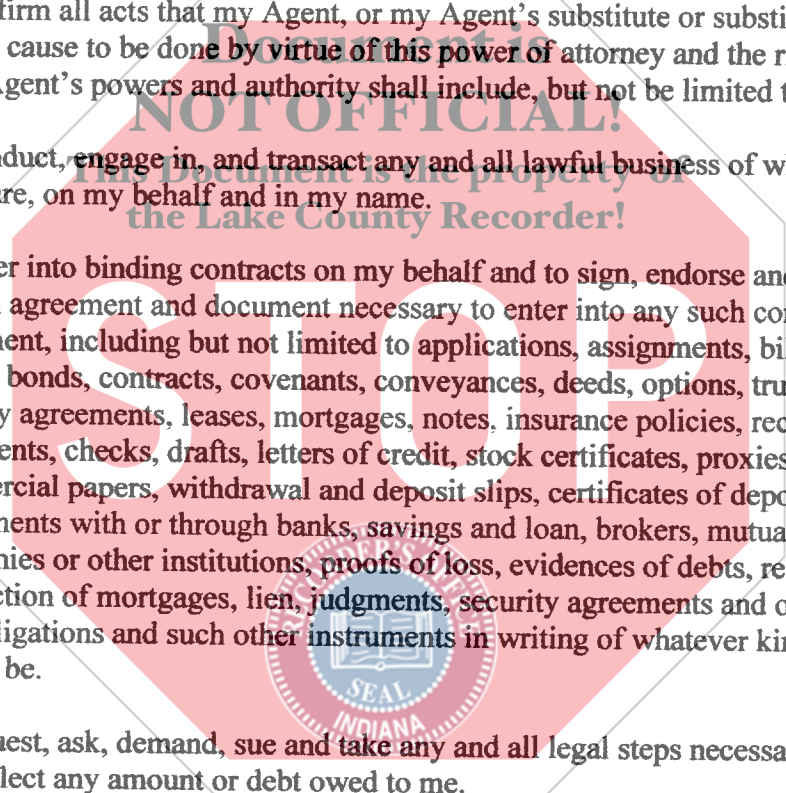 firm all acts that my Agent, or my Agent's substitute or substi
Document is
cause to be done by virtue of this power of attorney and the r
Agent's powers and authority shall include, but not be limited t
NOT OFFICIAL!
nduct, engage in, and transact any and all lawful business of w
This Document is the property of
re, on my behalf and in my name.
the Lake County Recorder!
er into binding contracts on my behalf and to sign, endorse and
agreement and document necessary to enter into any such con
nent, including but not limited to applications, assignments, bil
bonds, contracts, covenants, conveyances, deeds, options, tru
y agreements, leases, mortgages, notes, insurance policies, rec
ents, checks, drafts, letters of credit, stock certificates, proxies
STOP
rcial papers, withdrawal and deposit slips, certificates of depo
ments with or through banks, savings and loan, brokers, mutua
nies or other institutions, proofs of loss, evidences of debts, re
ction of mortgages, lien, judgments, security agreements and o
ligations and such other instruments in writing of whatever kin
be.
SEAL
INDIANA
uest, ask, demand, sue and take any and all legal steps necessa
llect any amount or debt owed to me.